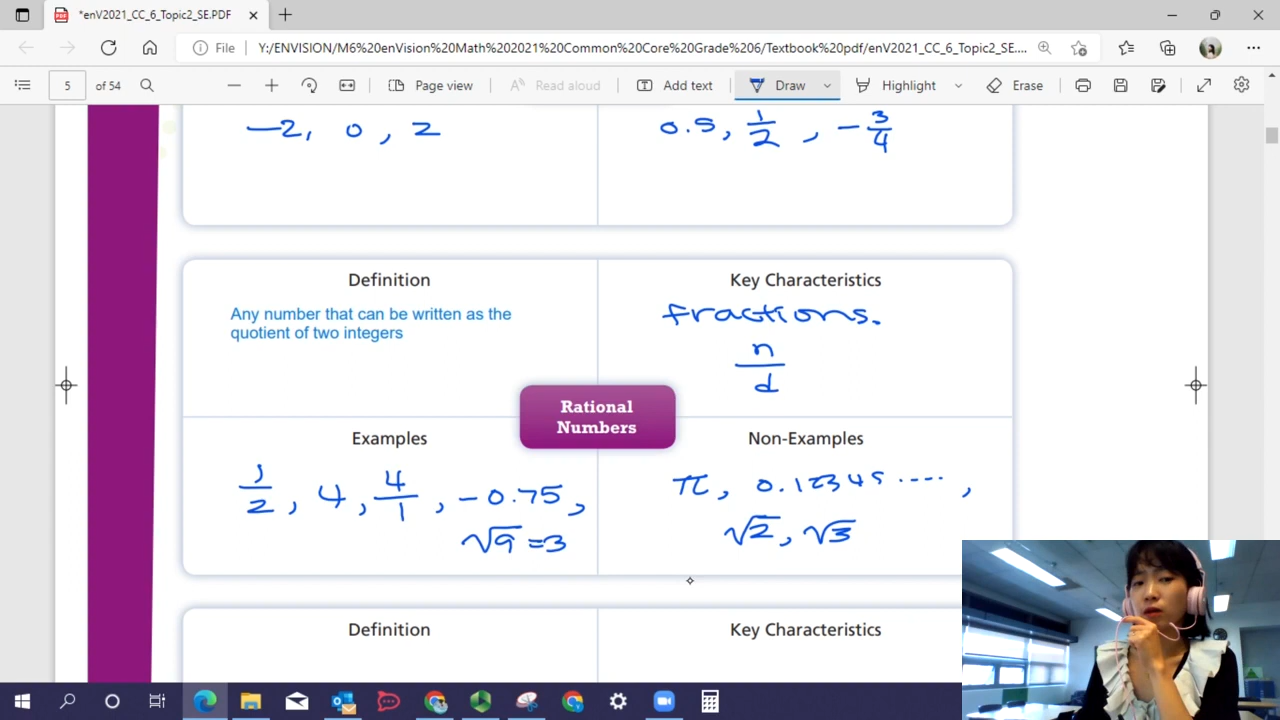 *enV2021_CC_6_Topic2_SE.PDF
File Y:/ENVISION/M6%20enVision%20Math%202021%20Common%20Core%20Grade%206/Textbook%20pdf/enV2021_CC_6_Topic2_SE....
5 of 54 Page view Read aloud Add text Draw Highlight Erase
-2, 0, 2
0.5, 1/2, -3/4
Definition
Key Characteristics
Any number that can be written as the
quotient of two integers
fractions.
n/d
Rational
Numbers
Examples
Non-Examples
1/2, 4, 4/1, -0.75,
√9 = 3
π, 0.12345....,
√2, √3
Definition
Key Characteristics